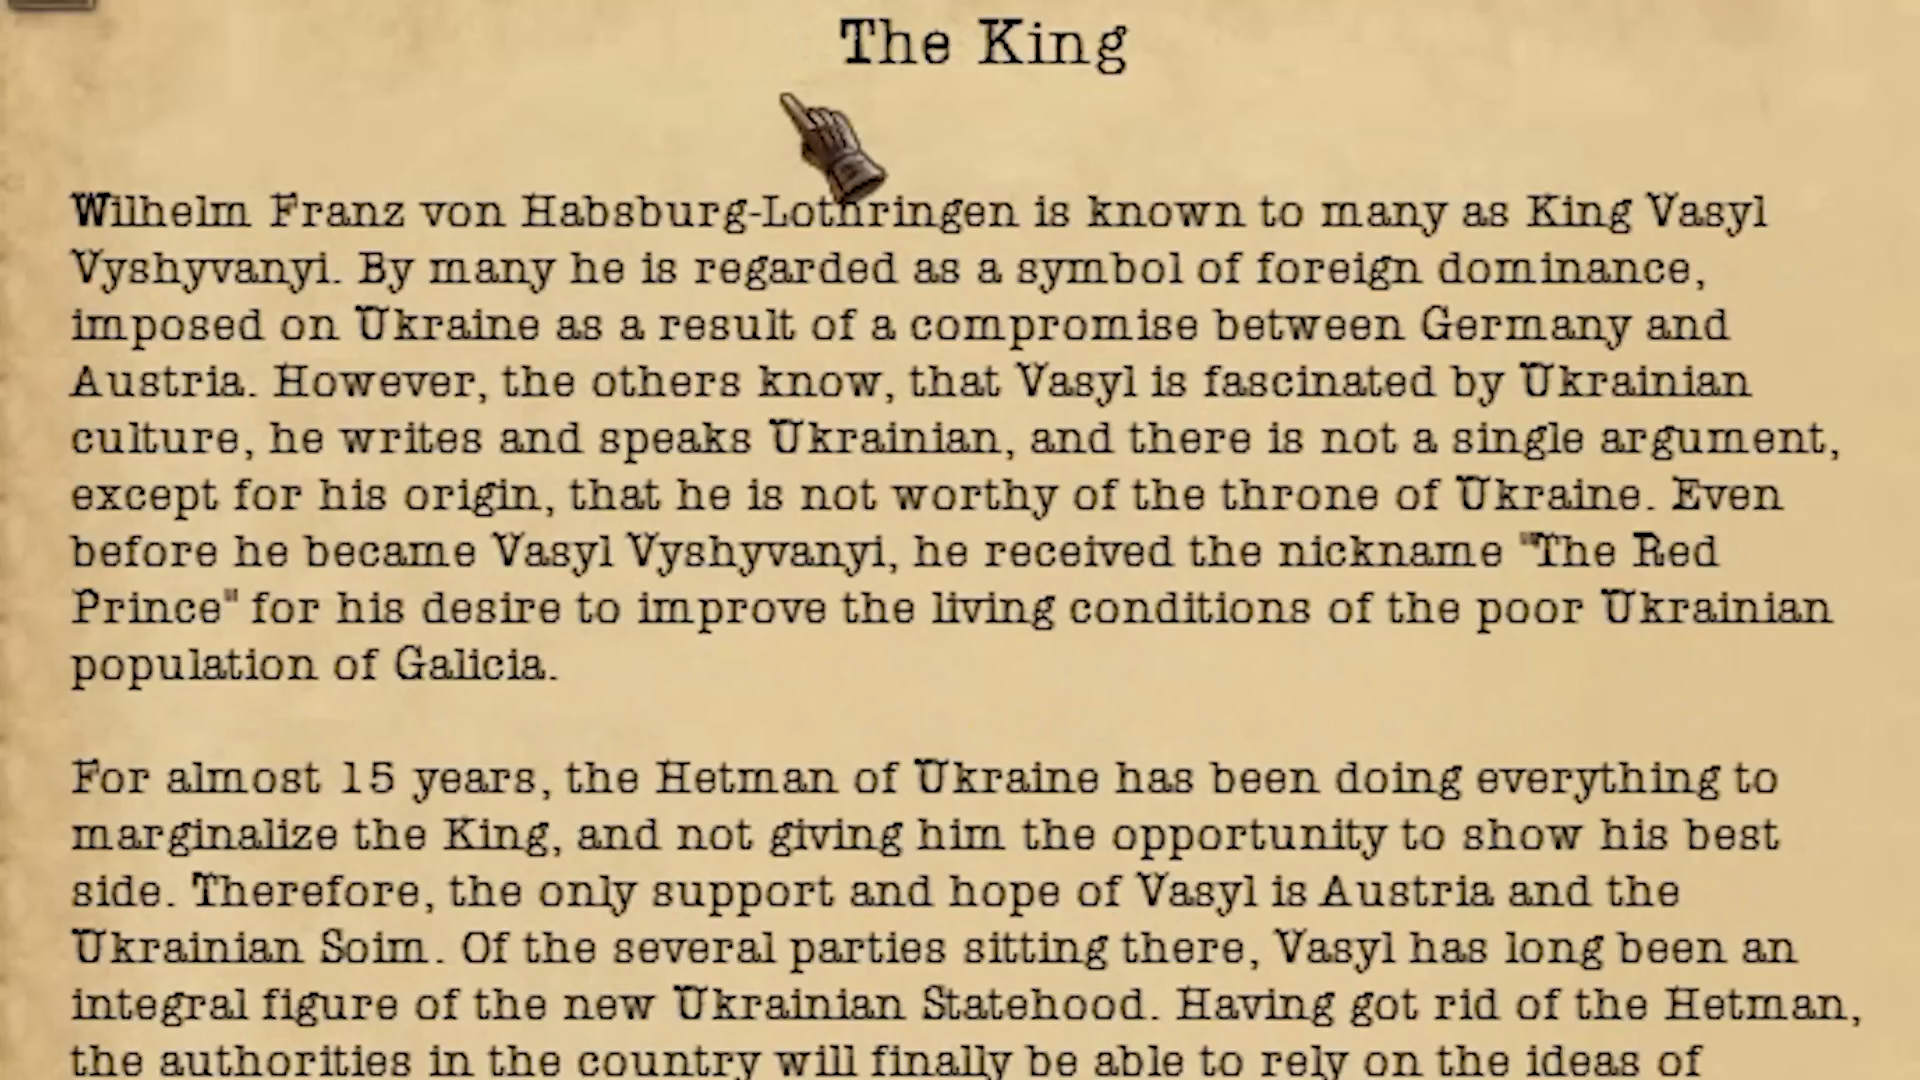 The King
Wilhelm Franz von Habsburg-Lothringen is known to many as King Vasyl
Vyshyvanyi. By many he is regarded as a symbol of foreign dominance,
imposed on Ukraine as a result of a compromise between Germany and
Austria. However, the others know, that Vasyl is fascinated by Ukrainian
culture, he writes and speaks Ukrainian, and there is not a single argument,
except for his origin, that he is not worthy of the throne of Ukraine. Even
before he became Vasyl Vyshyvanyi, he received the nickname "The Red
Prince" for his desire to improve the living conditions of the poor Ukrainian
population of Galicia.
For almost 15 years, the Hetman of Ukraine has been doing everything to
marginalize the King, and not giving him the opportunity to show his best
side. Therefore, the only support and hope of Vasyl is Austria and the
Ukrainian Soim. Of the several parties sitting there, Vasyl has long been an
integral figure of the new Ukrainian Statehood. Having got rid of the Hetman,
the authorities in the country will finally be able to rely on the ideas of